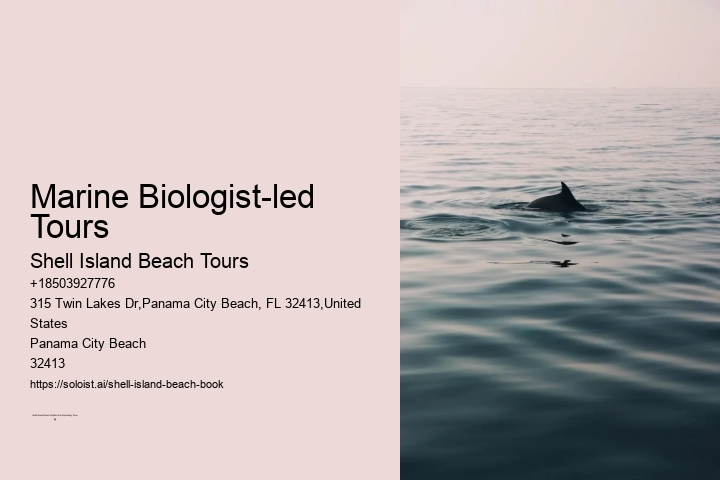 Marine Biologist-led
Tours
Shell Island Beach Tours
+18503927776
315 Twin Lakes Dr,Panama City Beach, FL 32413,United
States
Panama City Beach
32413
https://soloist.ai/shell-island-beach-book